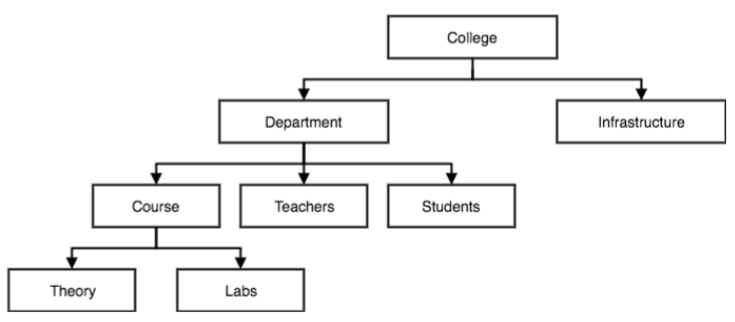 College
Department
Infrastructure
Course
Teachers
Students
Theory
Labs